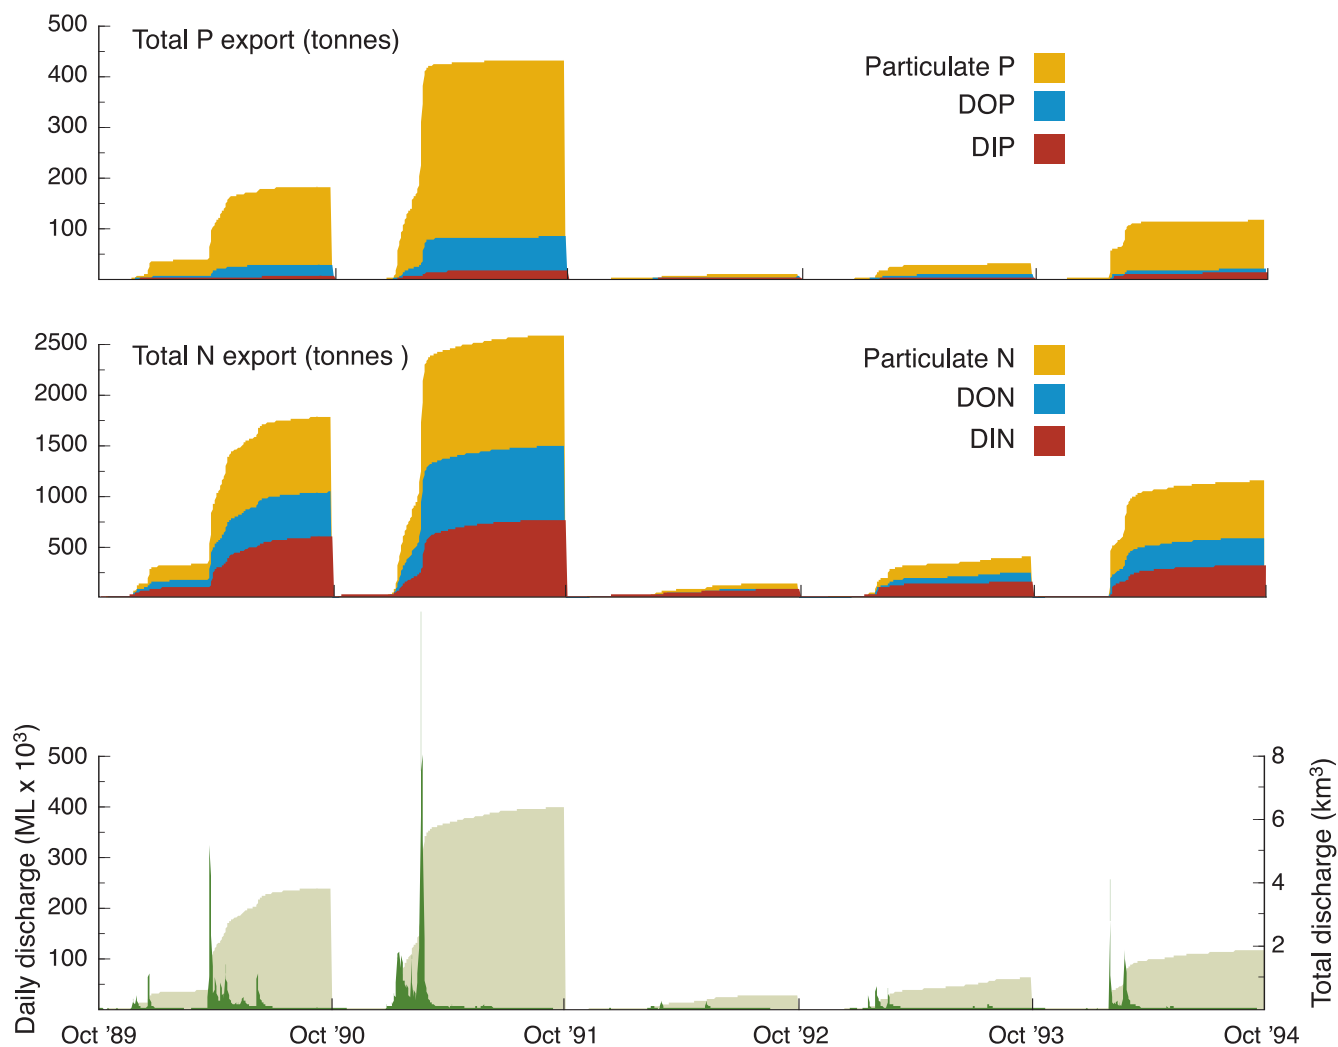 Total P export (tonnes)
500
400
300
200
100
Particulate P
DOP
DIP
Total N export (tonnes )
2500
2000
1500
1000
500
Particulate N
DON
DIN
Daily discharge (ML x 10³)
500
400
300
200
100
8
6
4
2
Total discharge (km³)
Oct '89
Oct '90
Oct '91
Oct '92
Oct '93
Oct '94